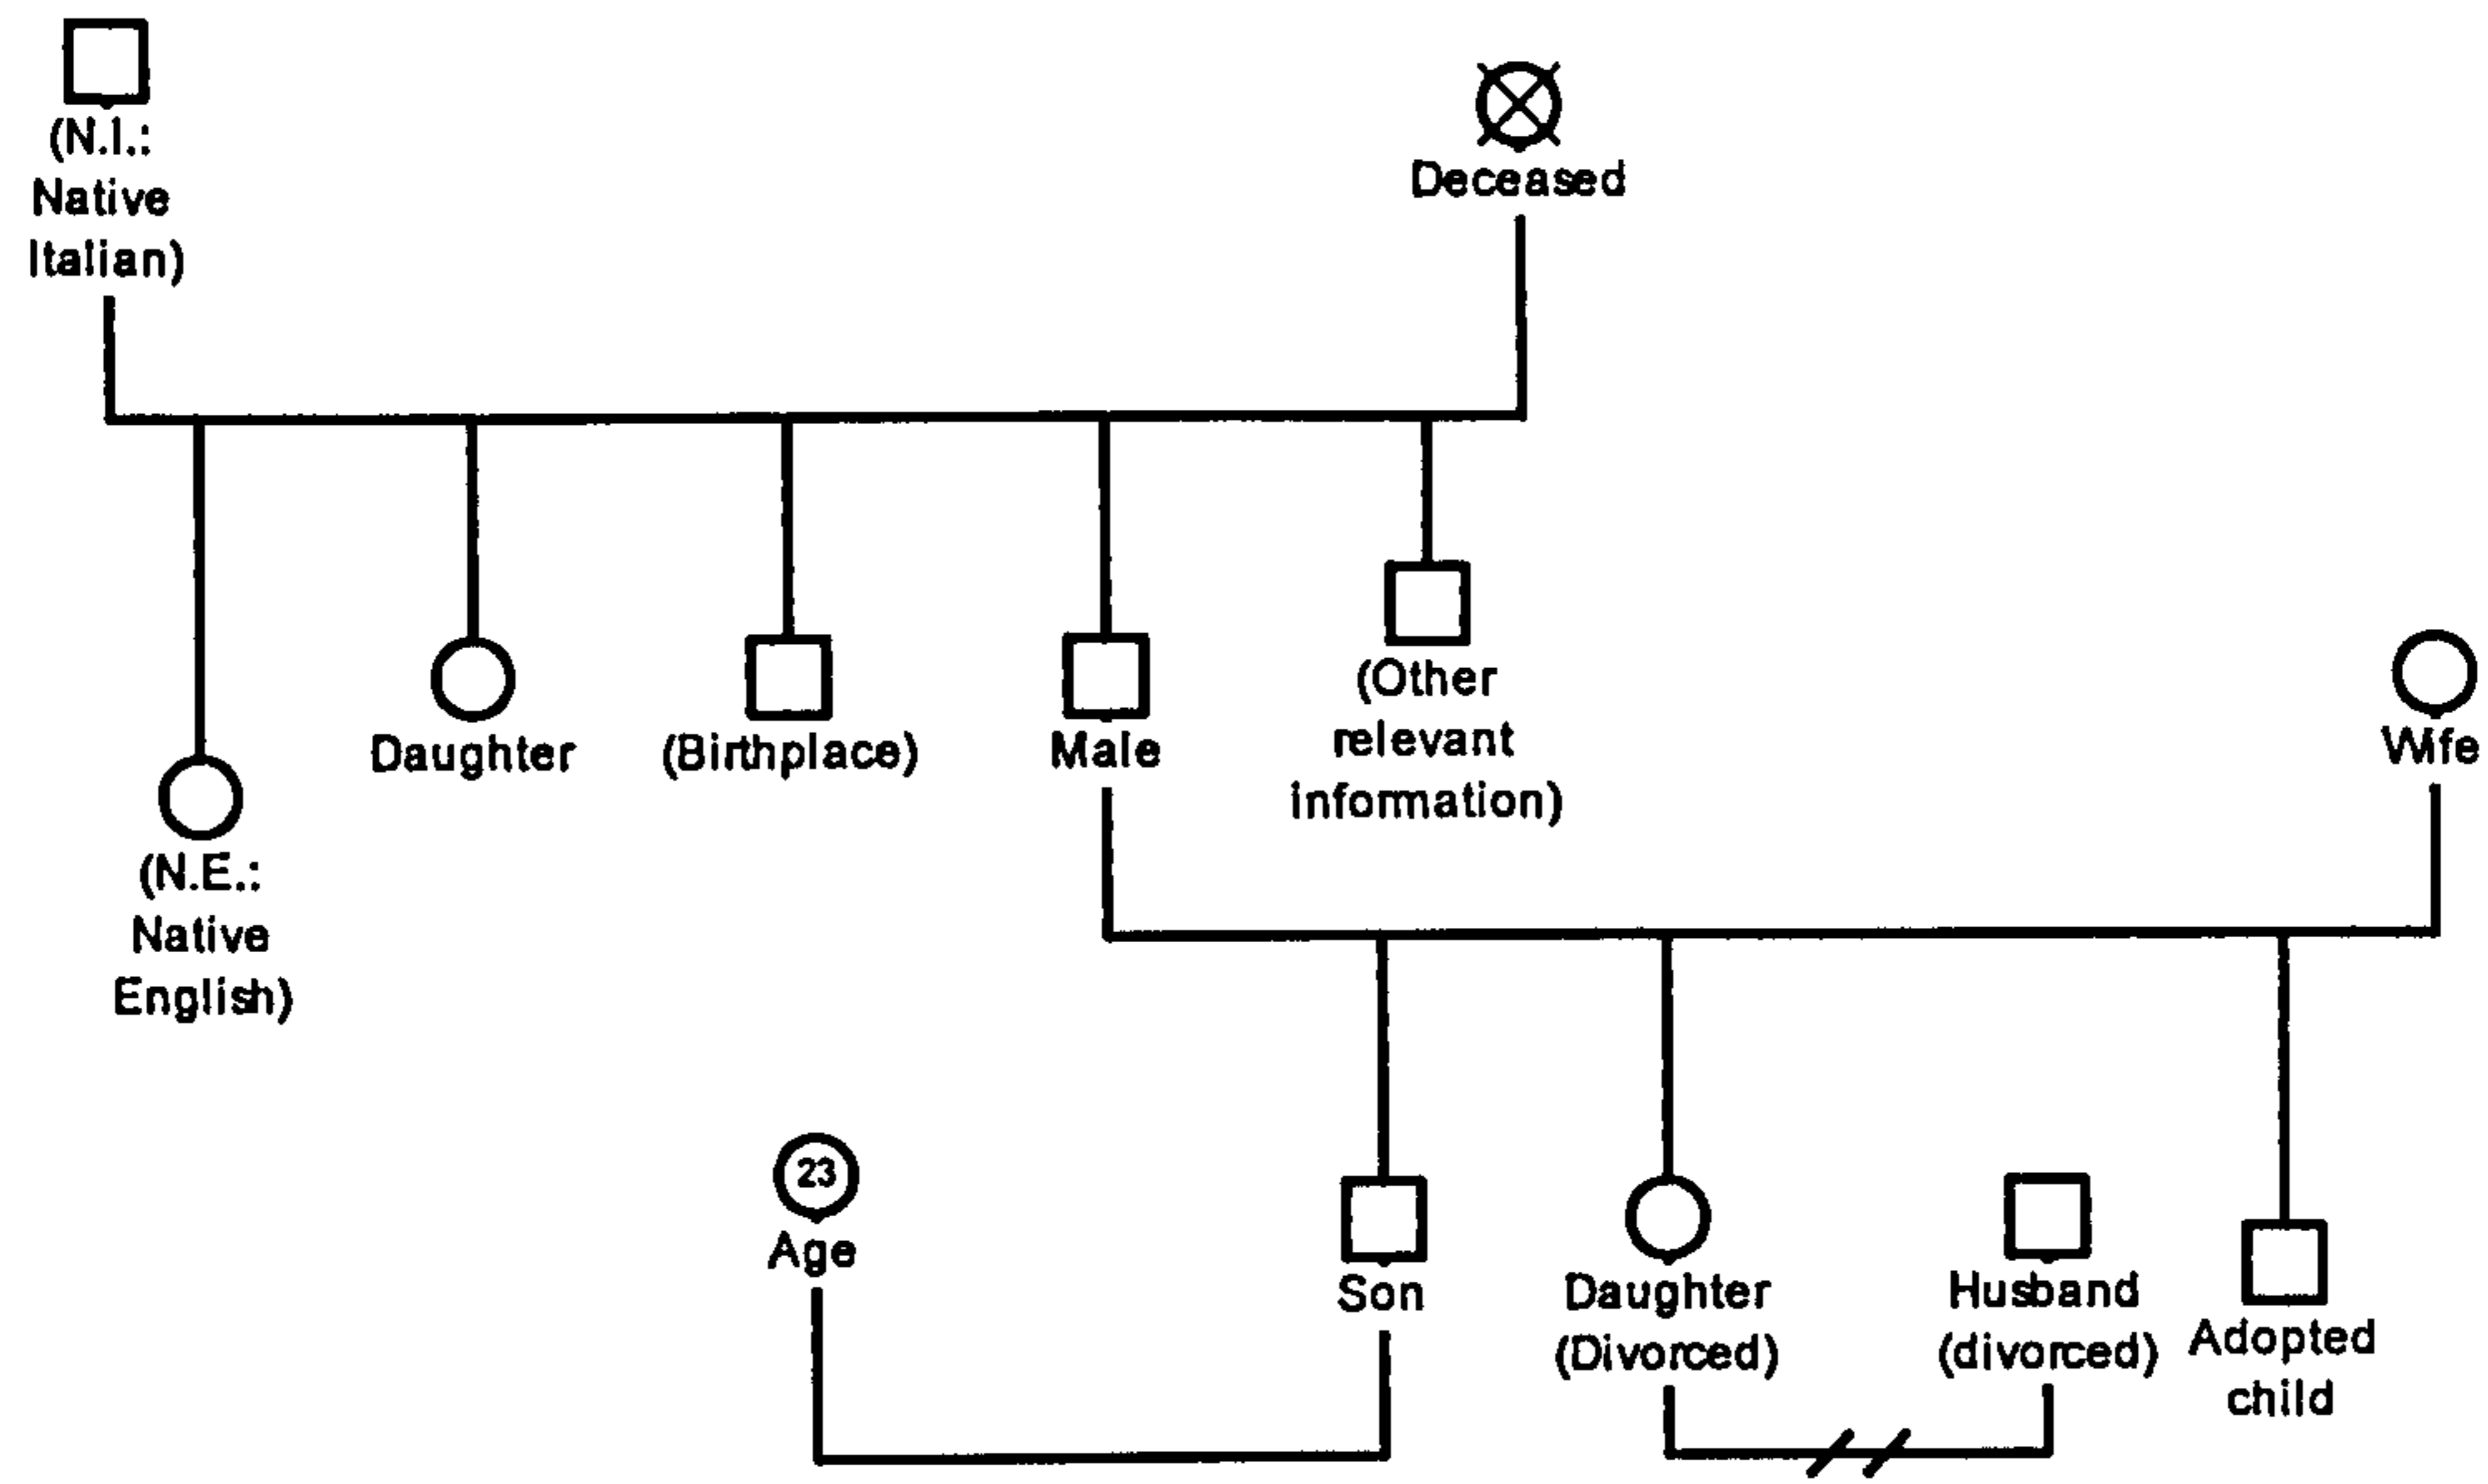 (N.I.:
Native
Italian)
Deceased
Daughter
(Birthplace)
Male
(Other
relevant
information)
Wife
(N.E.:
Native
English)
23
Age
Son
Daughter
(Divorced)
Husband
(divorced)
Adopted
child